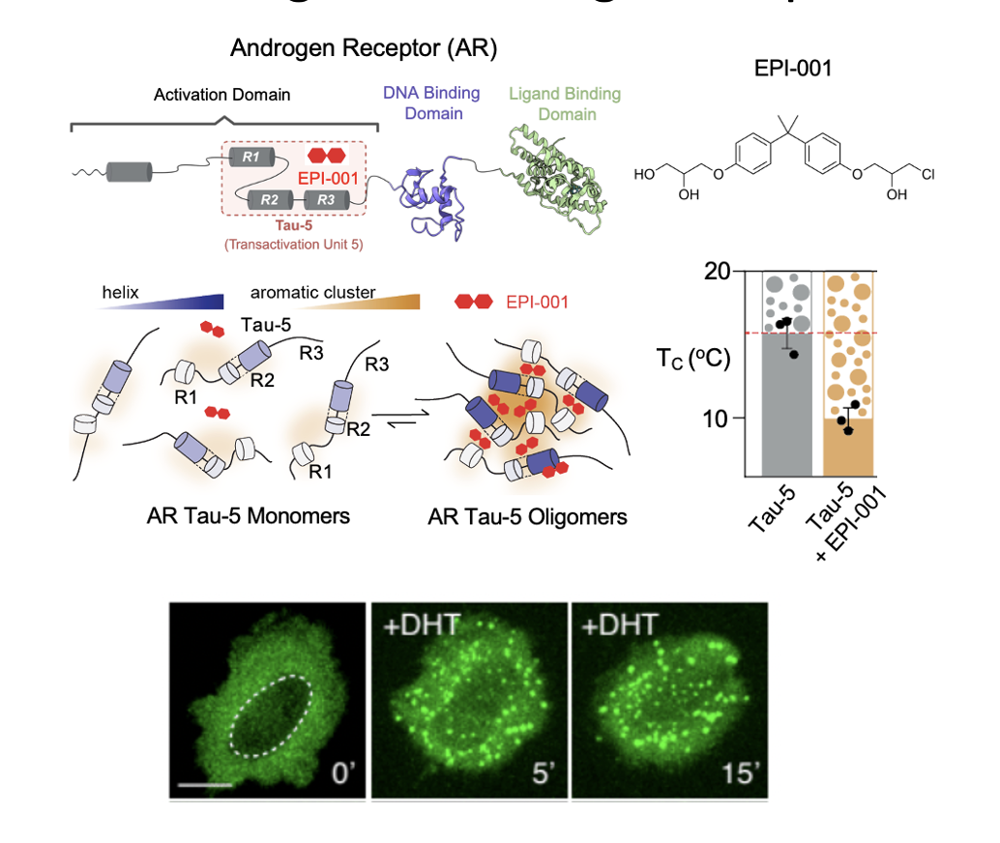 Androgen Receptor (AR)
EPI-001
Activation Domain
DNA Binding
Domain
Ligand Binding
Domain
R1
EPI-001
R2
R3
Tau-5
(Transactivation Unit 5)
HO
OH
O
O
OH
Cl
helix
aromatic cluster
EPI-001
Tau-5
R3
R1
R2
R3
R2
R1
AR Tau-5 Monomers
AR Tau-5 Oligomers
20
TC (oC)
10
Tau-5
Tau-5
+ EPI-001
0’
+DHT
5’
+DHT
15’